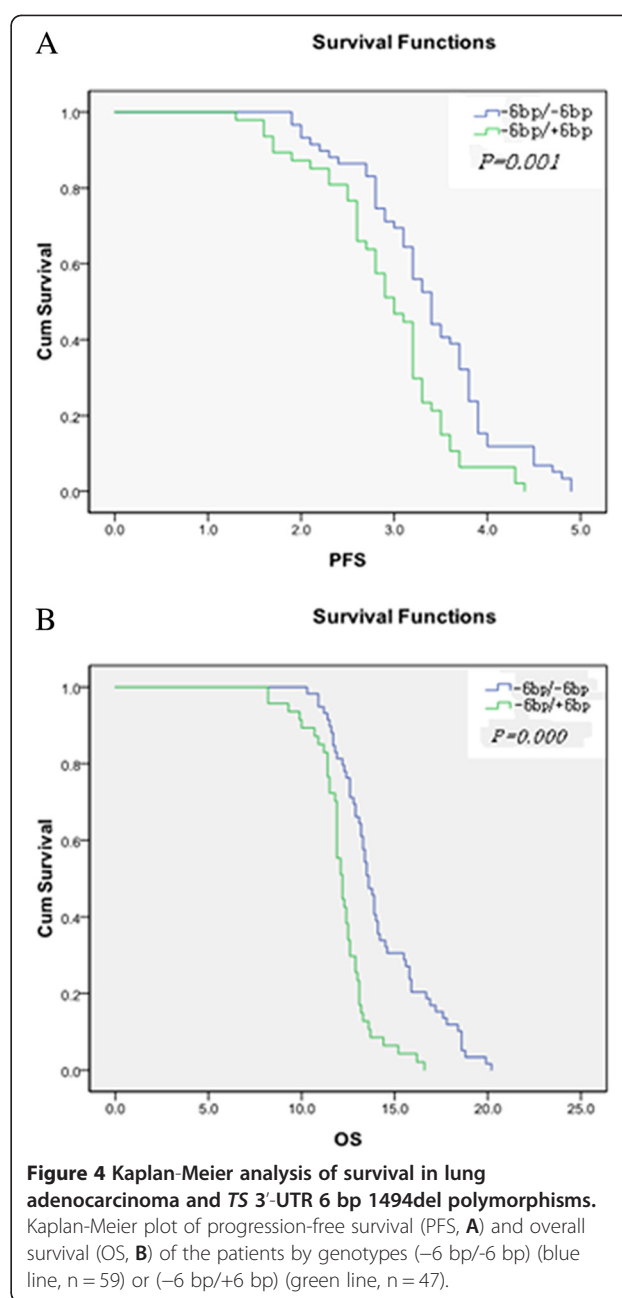 A
Survival Functions
-6bp/-6bp
-6bp/+6bp
P=0.001
Cum Survival
1.0
0.8
0.6
0.4
0.2
0.0
0.0 1.0 2.0 3.0 4.0 5.0
PFS
B
Survival Functions
-6bp/-6bp
-6bp/+6bp
P=0.000
Cum Survival
1.0
0.8
0.6
0.4
0.2
0.0
0.0 5.0 10.0 15.0 20.0 25.0
OS
Figure 4 Kaplan-Meier analysis of survival in lung
adenocarcinoma and TS 3′-UTR 6 bp 1494del polymorphisms.
Kaplan-Meier plot of progression-free survival (PFS, A) and overall
survival (OS, B) of the patients by genotypes (−6 bp/-6 bp) (blue
line, n = 59) or (−6 bp/+6 bp) (green line, n = 47).